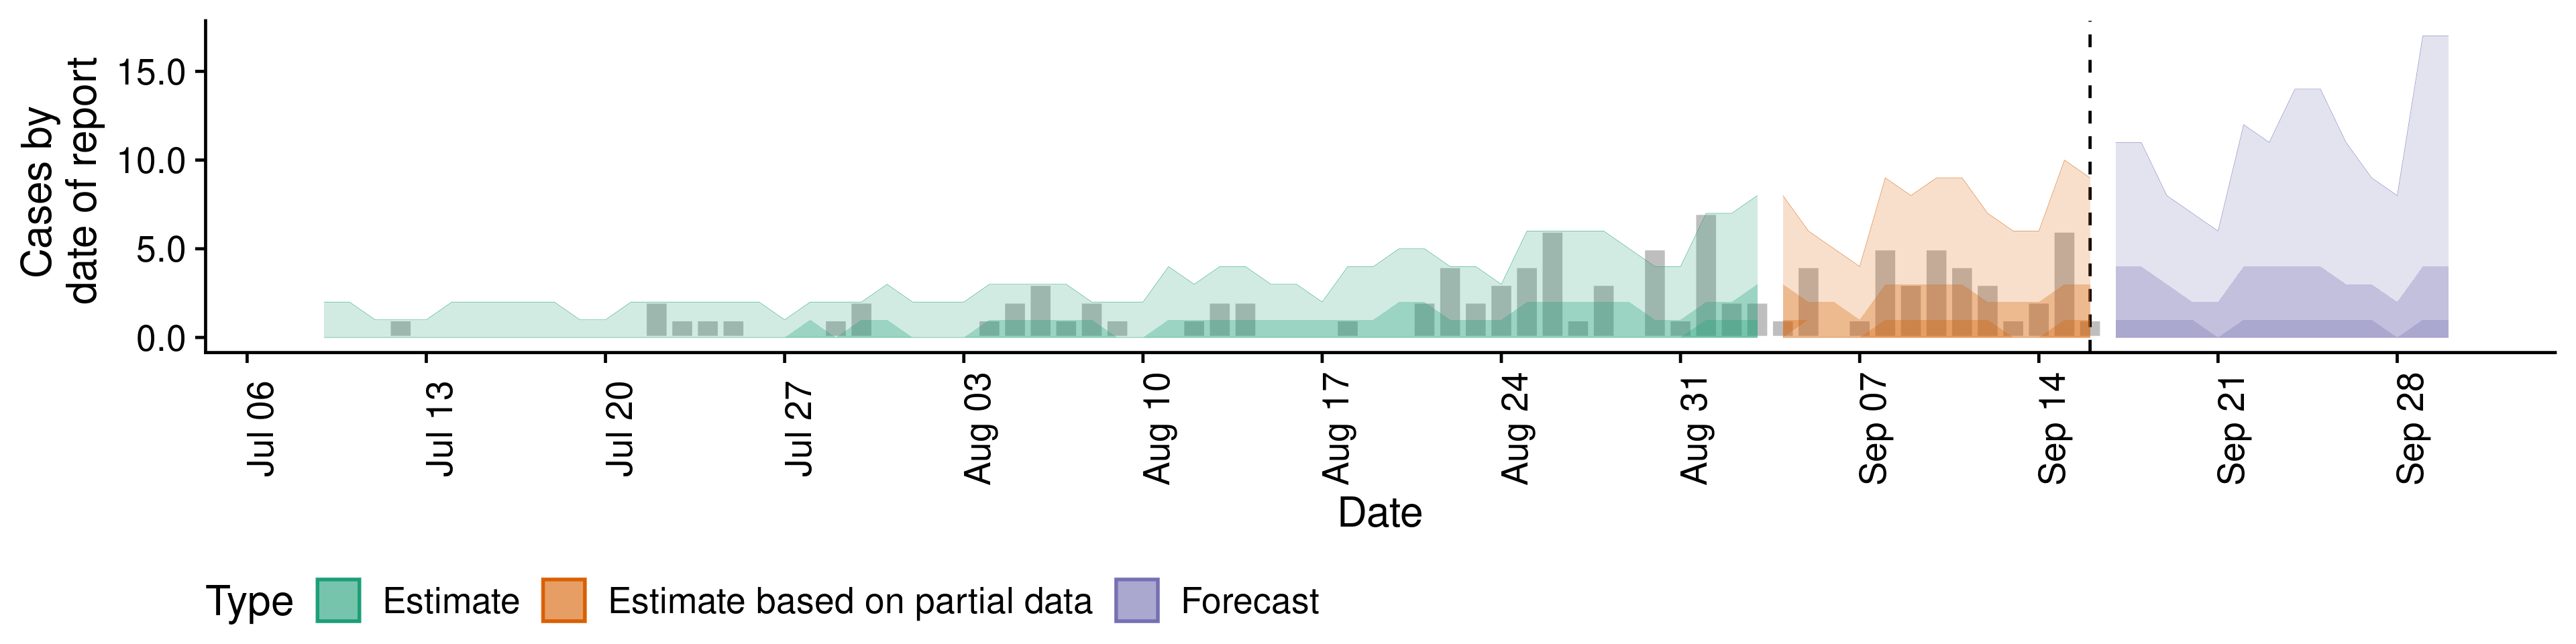 Cases by
date of report
15.0
10.0
5.0
0.0
Jul 06
Jul 13
Jul 20
Jul 27
Aug 03
Aug 10
Aug 17
Aug 24
Aug 31
Sep 07
Sep 14
Sep 21
Sep 28
Date
Type Estimate Estimate based on partial data Forecast